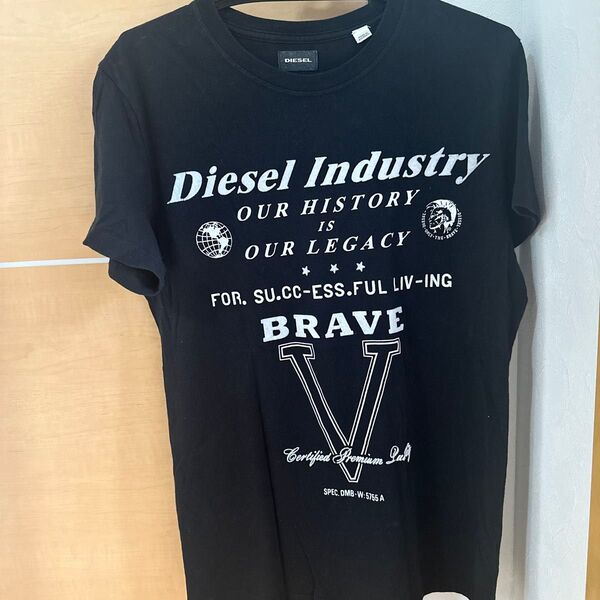 DIESEL
Diesel Industry
OUR HISTORY
IS
OUR LEGACY
FOR. SU.CC-ESS.FUL LIV-ING
BRAVE
V
Certified Premium
SPEC. DMB-W:5755 A